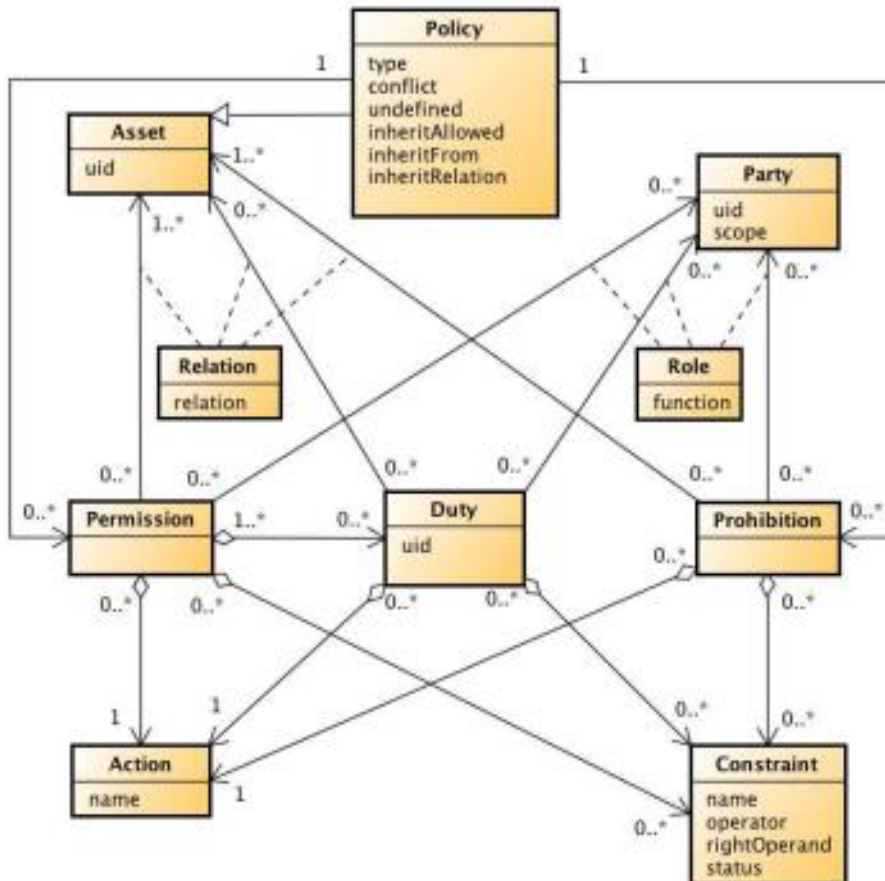 Policy
type
conflict
undefined
inheritAllowed
inheritFrom
inheritRelation
1
1
Asset
uid
1..*
0..*
1..*
Party
uid
scope
0..*
0..*
0..*
Relation
relation
Role
function
0..*
0..*
0..*
0..*
0..*
0..*
0..*
Permission
1..*
0..*
Duty
uid
Prohibition
0..*
0..*
0..*
0..*
0..*
0..*
0..*
1
1
0..*
0..*
Action
name
1
Constraint
name
operator
rightOperand
status
0..*